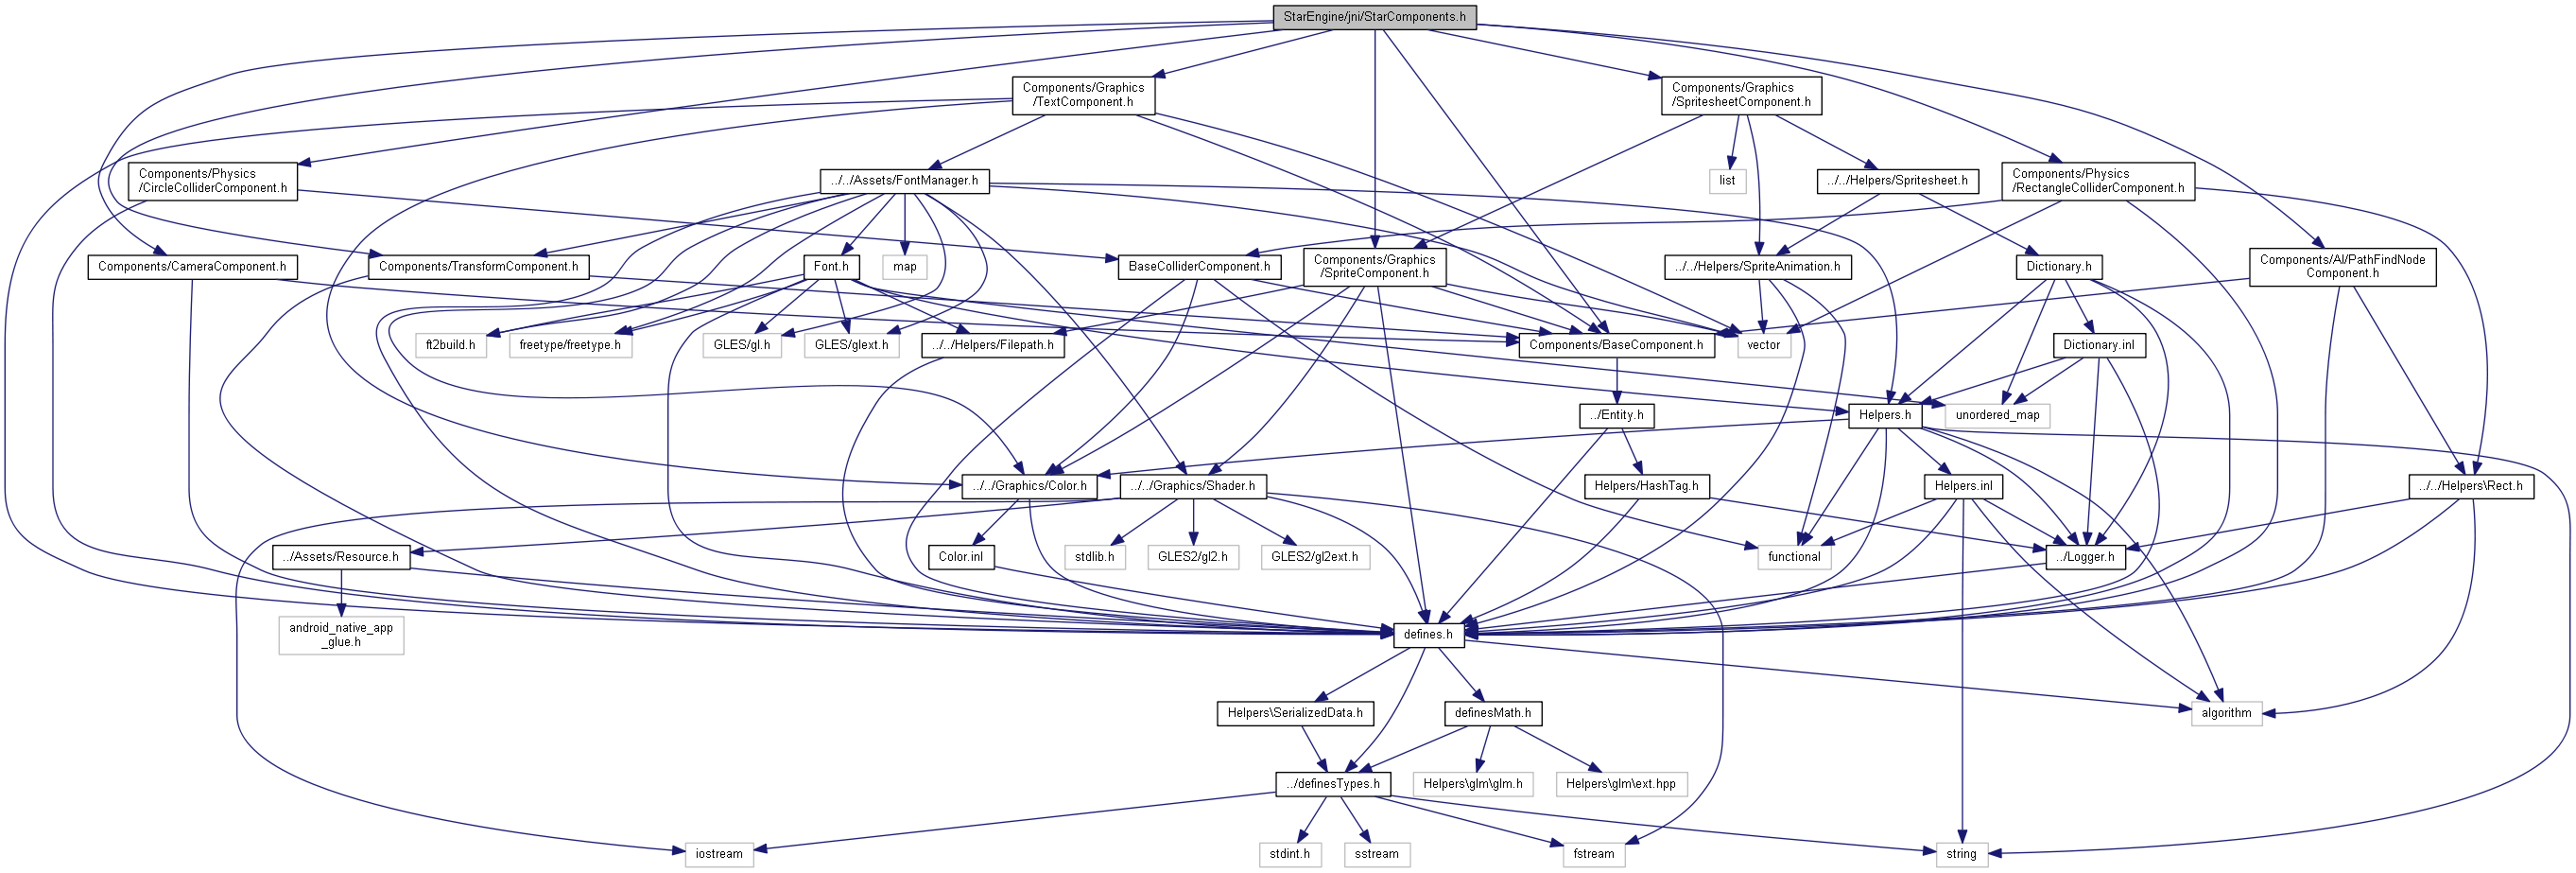 StarEngine/jni/StarComponents.h
Components/Graphics
/TextComponent.h
Components/Graphics
/SpritesheetComponent.h
Components/Physics
/CircleColliderComponent.h
../../Assets/FontManager.h
list
../../Helpers/Spritesheet.h
Components/Physics
/RectangleColliderComponent.h
Components/CameraComponent.h
Components/TransformComponent.h
Font.h
map
BaseColliderComponent.h
Components/Graphics
/SpriteComponent.h
../../Helpers/SpriteAnimation.h
Dictionary.h
Components/AI/PathFindNode
Component.h
ft2build.h
freetype/freetype.h
GLES/gl.h
GLES/glext.h
../../Helpers/Filepath.h
Components/BaseComponent.h
vector
Dictionary.inl
../Entity.h
Helpers.h
unordered_map
../../Graphics/Color.h
../../Graphics/Shader.h
Helpers/HashTag.h
Helpers.inl
../../Helpers\Rect.h
../Assets/Resource.h
Color.inl
stdlib.h
GLES2/gl2.h
GLES2/gl2ext.h
functional
../Logger.h
android_native_app
_glue.h
defines.h
Helpers\SerializedData.h
definesMath.h
algorithm
../definesTypes.h
Helpers\glm\glm.h
Helpers\glm\ext.hpp
iostream
stdint.h
sstream
fstream
string